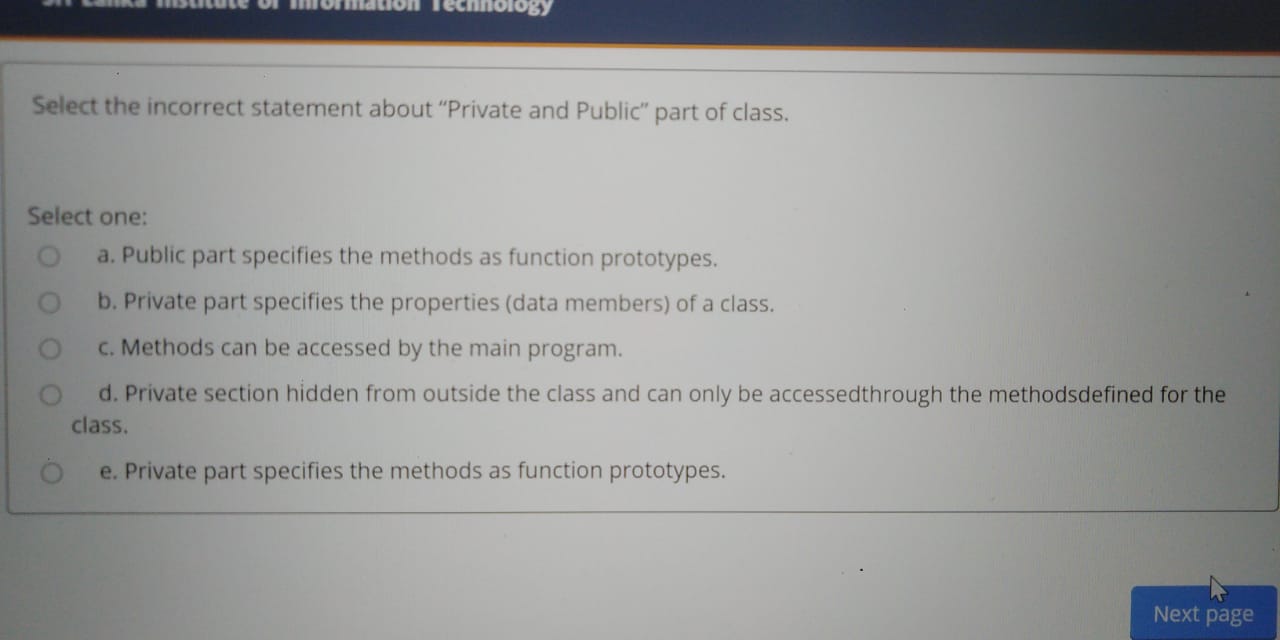 Sri Lanka Institute of Information Technology
Select the incorrect statement about “Private and Public” part of class.
Select one:
a. Public part specifies the methods as function prototypes.
b. Private part specifies the properties (data members) of a class.
c. Methods can be accessed by the main program.
d. Private section hidden from outside the class and can only be accessedthrough the methodsdefined for the
class.
e. Private part specifies the methods as function prototypes.
Next page